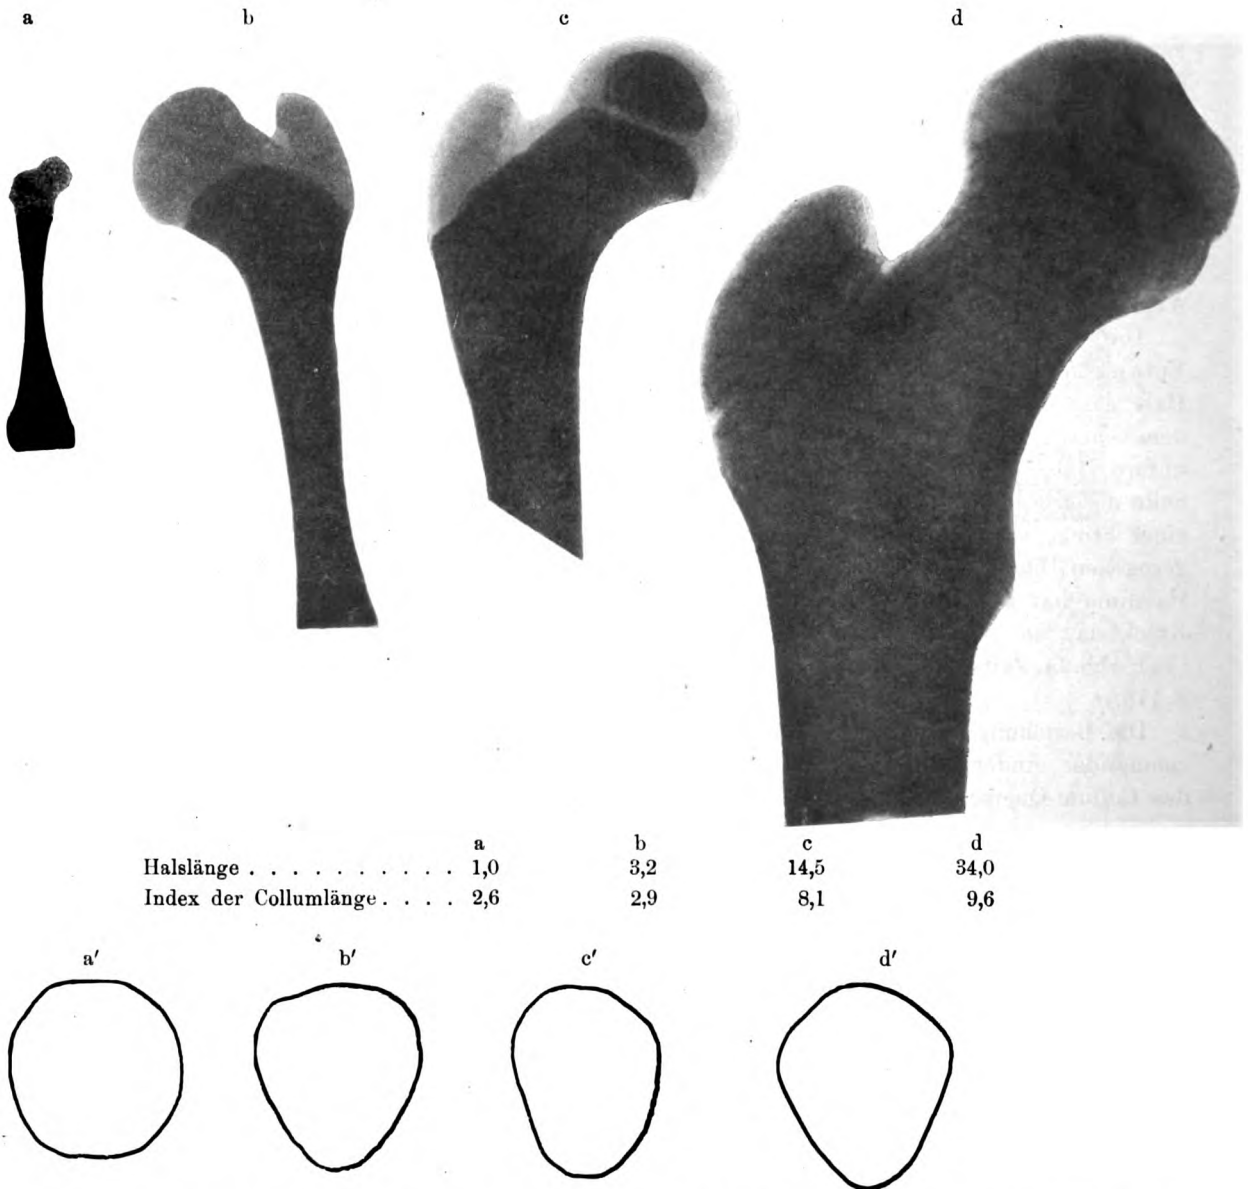 a b c d
a b c d
Halslänge . . . . . . . . . . 1,0 3,2 14,5 34,0
Index der Collumlänge . . . . 2,6 2,9 8,1 9,6
a′ b′ c′ d′